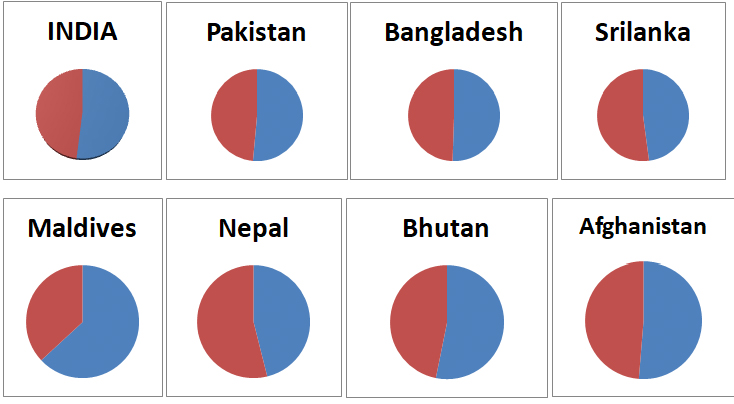 INDIA
Pakistan
Bangladesh
Srilanka
Maldives
Nepal
Bhutan
Afghanistan